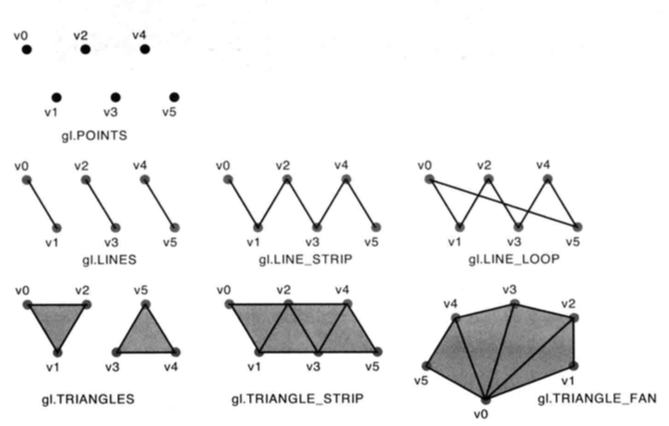 v0 v2 v4
v1 v3 v5
gl.POINTS
v0 v2 v4 v0 v2 v4 v0 v2 v4
v1 v3 v5 v1 v3 v5 v1 v3 v5
gl.LINES gl.LINE_STRIP gl.LINE_LOOP
v0 v2 v5 v0 v2 v4 v4 v3 v2
v1 v3 v4 v1 v3 v5 v5 v1
gl.TRIANGLES gl.TRIANGLE_STRIP v0 gl.TRIANGLE_FAN